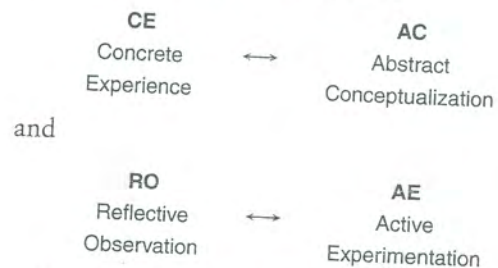 CE ↔ AC
Concrete Abstract
Experience Conceptualization
and
RO ↔ AE
Reflective Active
Observation Experimentation